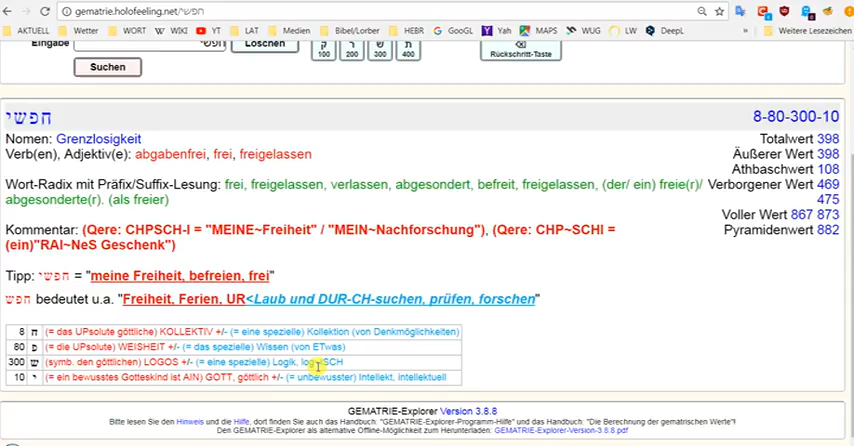 gematrie.holofeeling.net/חפשי
AKTUELL Wetter WORT WIKI YT LAT Medien Bibel/Lorber HEBR GooGL Yah MAPS WUG LW DeepL » Weitere Lesezeichen
Eingabe חפשי Löschen ק 100 ר 200 ש 300 ת 400 Rückschritt-Taste
Suchen
חפשי 8-80-300-10
Nomen: Grenzlosigkeit
Verb(en), Adjektiv(e): abgabenfrei, frei, freigelassen
Totalwert 398
Äußerer Wert 398
Athbaschwert 108
Verborgener Wert 469
475
Voller Wert 867 873
Pyramidenwert 882
Wort-Radix mit Präfix/Suffix-Lesung: frei, freigelassen, verlassen, abgesondert, befreit, freigelassen, (der/ ein) freie(r)/
abgesonderte(r), (als freier)
Kommentar: (Qere: CHPSCH-I = "MEINE~Freiheit" / "MEIN~Nachforschung"), (Qere: CHP~SCHI =
(ein)"RAI~NeS Geschenk")
Tipp: חפשי = "meine Freiheit, befreien, frei"
חפש bedeutet u.a. "Freiheit, Ferien, UR<Laub und DUR-CH-suchen, prüfen, forschen"
8 ח (= das UPsolute göttliche) KOLLEKTIV +/- (= eine spezielle) Kollektion (von Denkmöglichkeiten)
80 פ (= die UPsolute) WEISHEIT +/- (= das spezielle) Wissen (von ETwas)
300 ש (symb. den göttlichen) LOGOS +/- (= eine spezielle) Logik, logISCH
10 י (= ein bewusstes Gotteskind ist AIN) GOTT, göttlich +/- (= unbewusster) Intellekt, intellektuell
GEMATRIE-Explorer Version 3.8.8
Bitte lesen Sie den Hinweis und die Hilfe, dort finden Sie auch das Handbuch: "GEMATRIE-Explorer-Programm-Hilfe" und das Handbuch: "Die Berechnung der gematrischen Werte"!
Den GEMATRIE-Explorer als alternative Offline-Möglichkeit zum Herunterladen: GEMATRIE-Explorer-Version-3.8.8.pdf